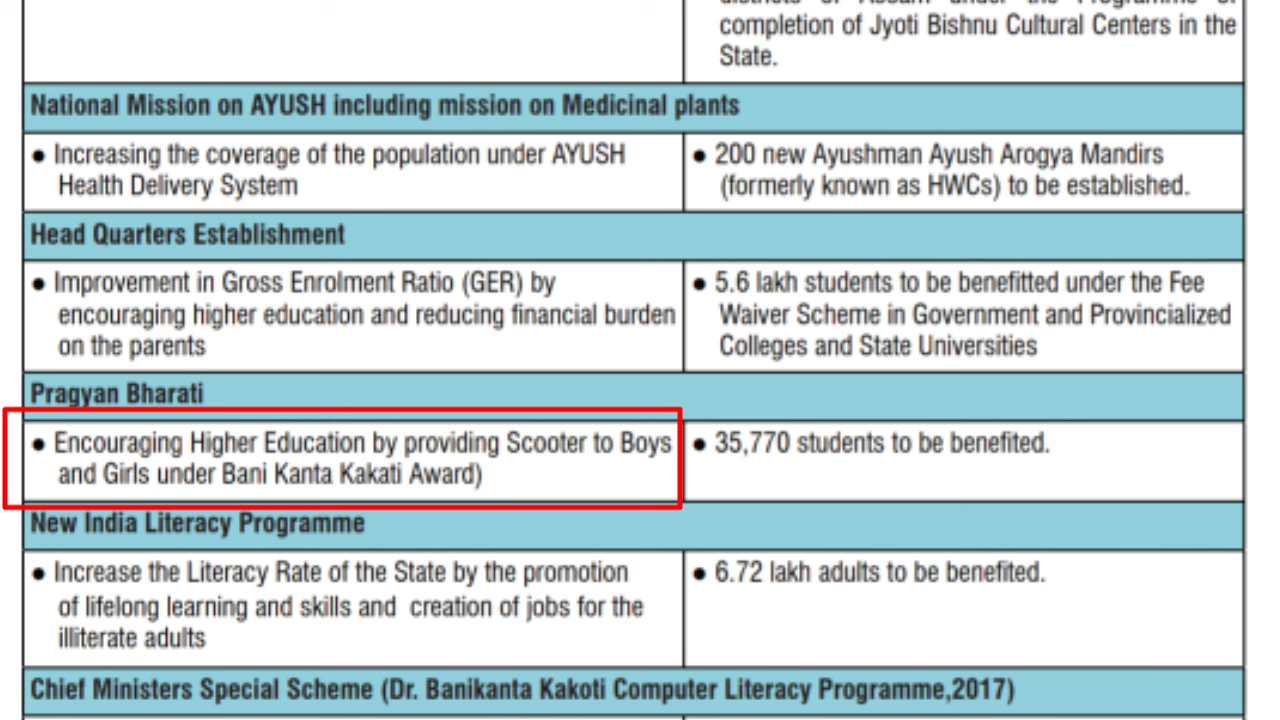 districts of Assam under the Programme of
completion of Jyoti Bishnu Cultural Centers in the
State.
National Mission on AYUSH including mission on Medicinal plants
● Increasing the coverage of the population under AYUSH
Health Delivery System
● 200 new Ayushman Ayush Arogya Mandirs
(formerly known as HWCs) to be established.
Head Quarters Establishment
● Improvement in Gross Enrolment Ratio (GER) by
encouraging higher education and reducing financial burden
on the parents
● 5.6 lakh students to be benefitted under the Fee
Waiver Scheme in Government and Provincialized
Colleges and State Universities
Pragyan Bharati
● Encouraging Higher Education by providing Scooter to Boys
and Girls under Bani Kanta Kakati Award)
● 35,770 students to be benefited.
New India Literacy Programme
● Increase the Literacy Rate of the State by the promotion
of lifelong learning and skills and creation of jobs for the
illiterate adults
● 6.72 lakh adults to be benefited.
Chief Ministers Special Scheme (Dr. Banikanta Kakoti Computer Literacy Programme,2017)